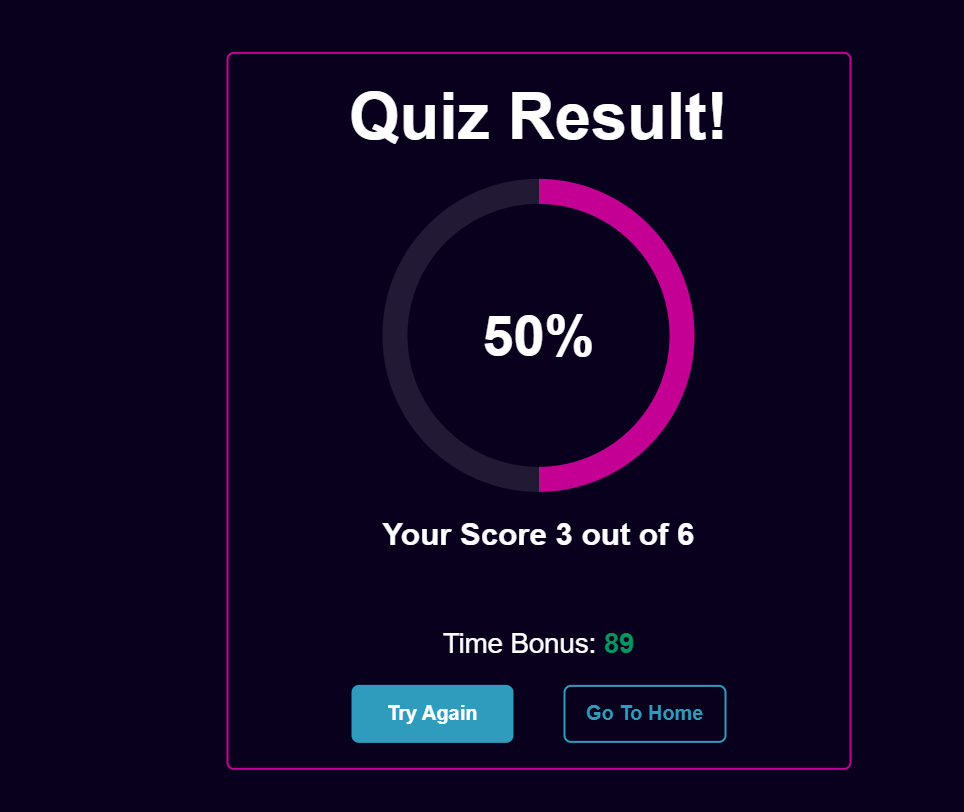 Quiz Result!
50%
Your Score 3 out of 6
Time Bonus: 89
Try Again
Go To Home